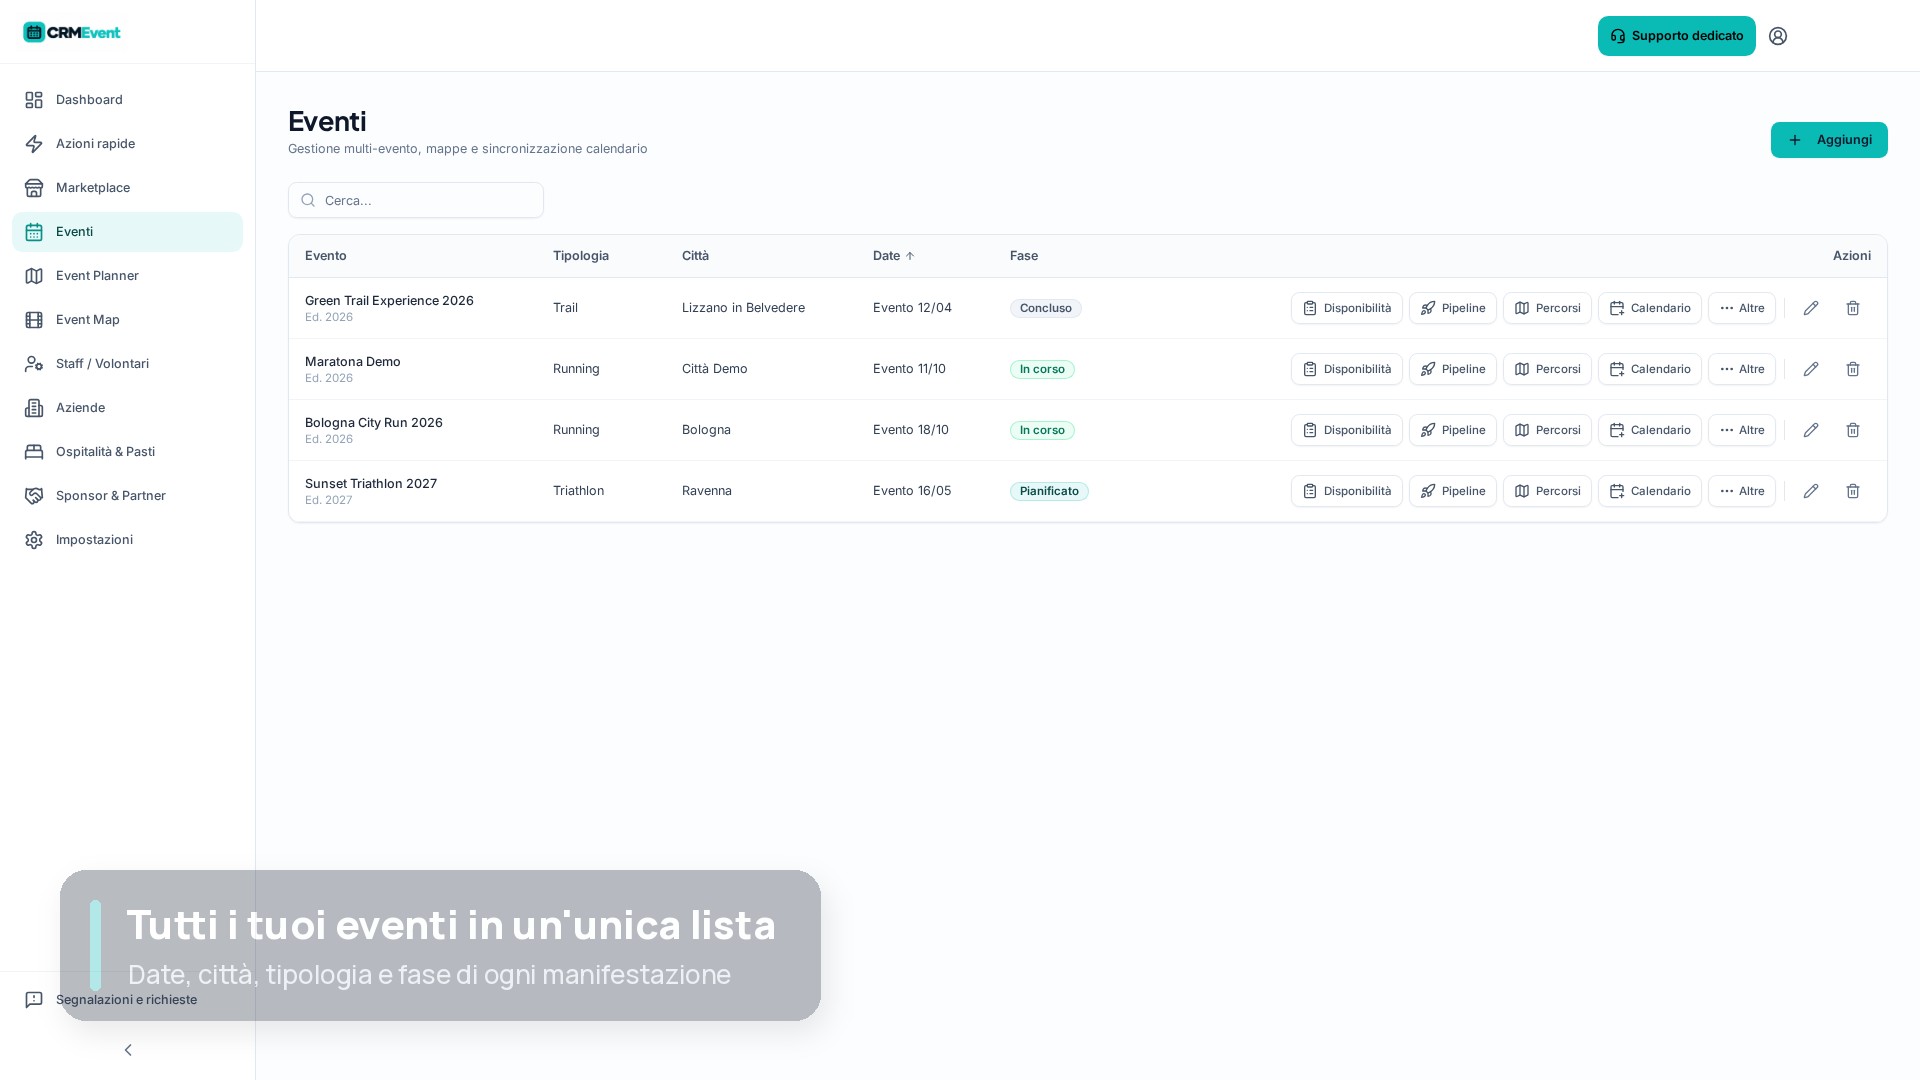 CRMEvent
Supporto dedicato
Dashboard
Azioni rapide
Marketplace
Eventi
Event Planner
Event Map
Staff / Volontari
Aziende
Ospitalità & Pasti
Sponsor & Partner
Impostazioni
Segnalazioni e richieste
Eventi
Gestione multi-evento, mappe e sincronizzazione calendario
Aggiungi
Cerca...
Evento Tipologia Città Date Fase Azioni
Green Trail Experience 2026 Trail Lizzano in Belvedere Evento 12/04 Concluso Disponibilità Pipeline Percorsi Calendario Altre
Ed. 2026
Maratona Demo Running Città Demo Evento 11/10 In corso Disponibilità Pipeline Percorsi Calendario Altre
Ed. 2026
Bologna City Run 2026 Running Bologna Evento 18/10 In corso Disponibilità Pipeline Percorsi Calendario Altre
Ed. 2026
Sunset Triathlon 2027 Triathlon Ravenna Evento 16/05 Pianificato Disponibilità Pipeline Percorsi Calendario Altre
Ed. 2027
Tutti i tuoi eventi in un'unica lista
Date, città, tipologia e fase di ogni manifestazione